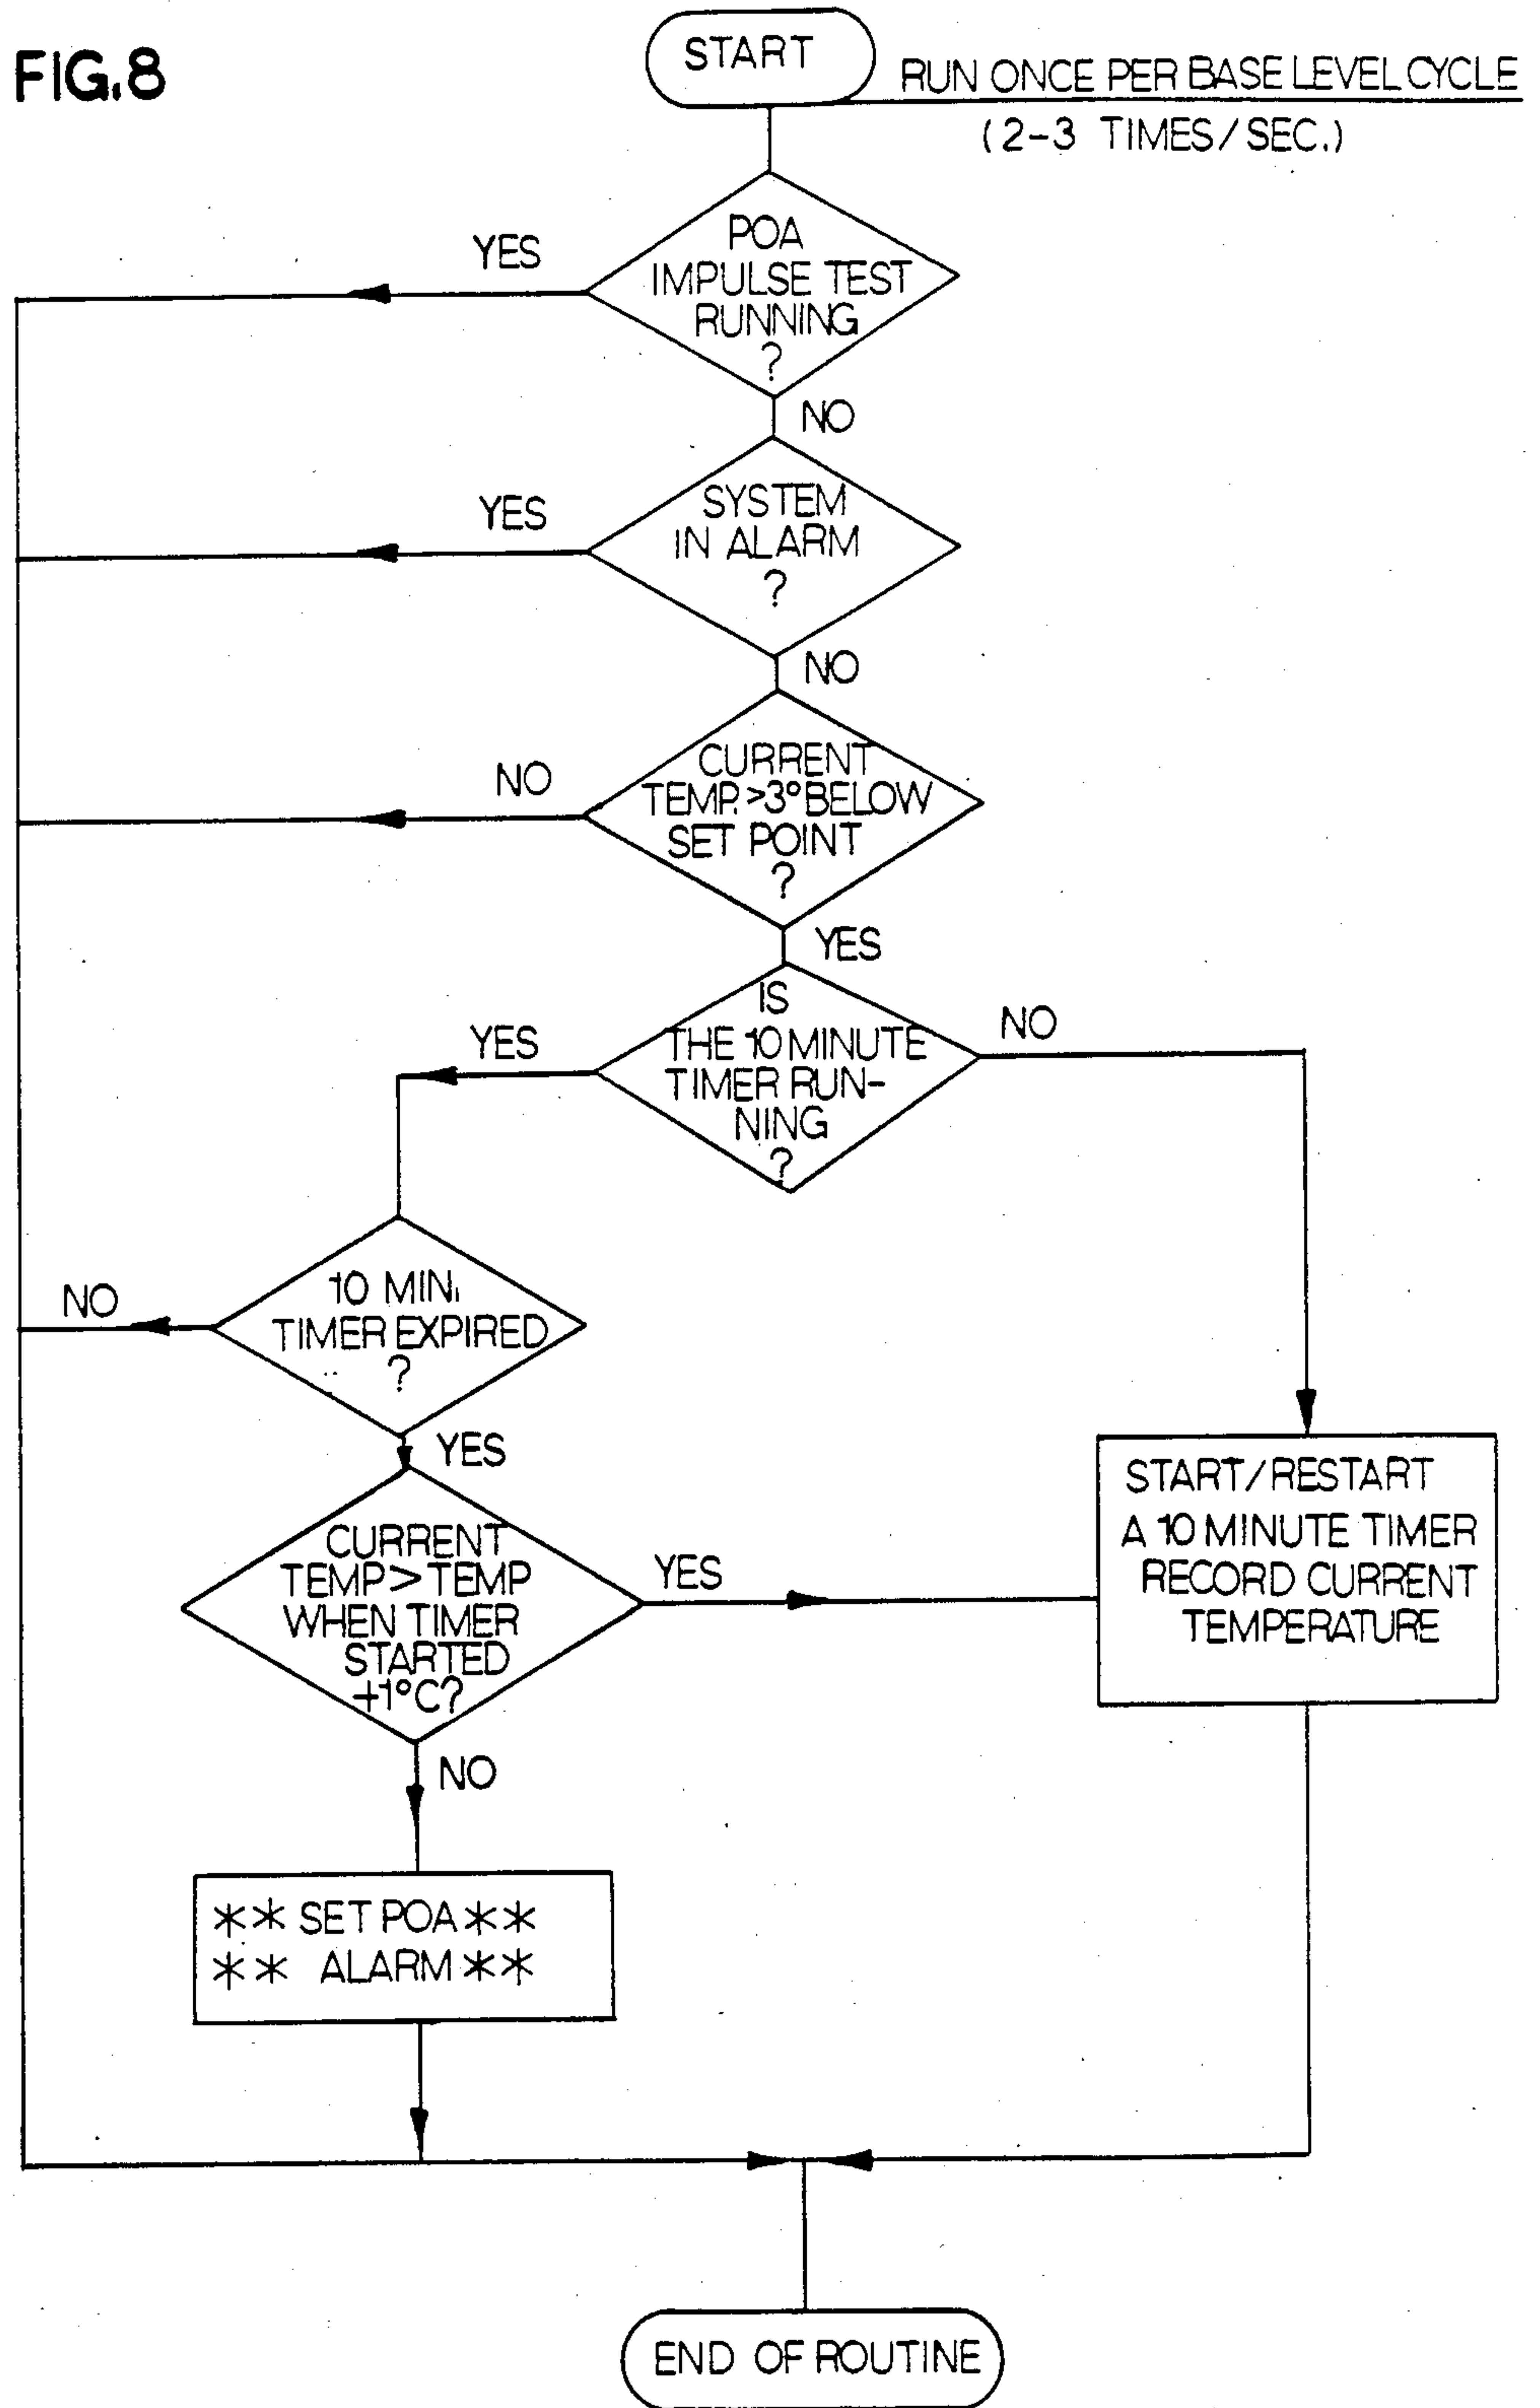 FIG.8
START
RUN ONCE PER BASE LEVEL CYCLE
(2-3 TIMES/SEC.)
POA
IMPULSE TEST
RUNNING
?
YES
NO
SYSTEM
IN ALARM
?
YES
NO
CURRENT
TEMP.>3°BELOW
SET POINT
?
NO
YES
IS
THE 10 MINUTE
TIMER RUN-
NING
?
YES
NO
10 MIN.
TIMER EXPIRED
?
NO
YES
START/RESTART
A 10 MINUTE TIMER
RECORD CURRENT
TEMPERATURE
CURRENT
TEMP>TEMP
WHEN TIMER
STARTED
+1°C?
YES
NO
** SET POA **
** ALARM **
END OF ROUTINE